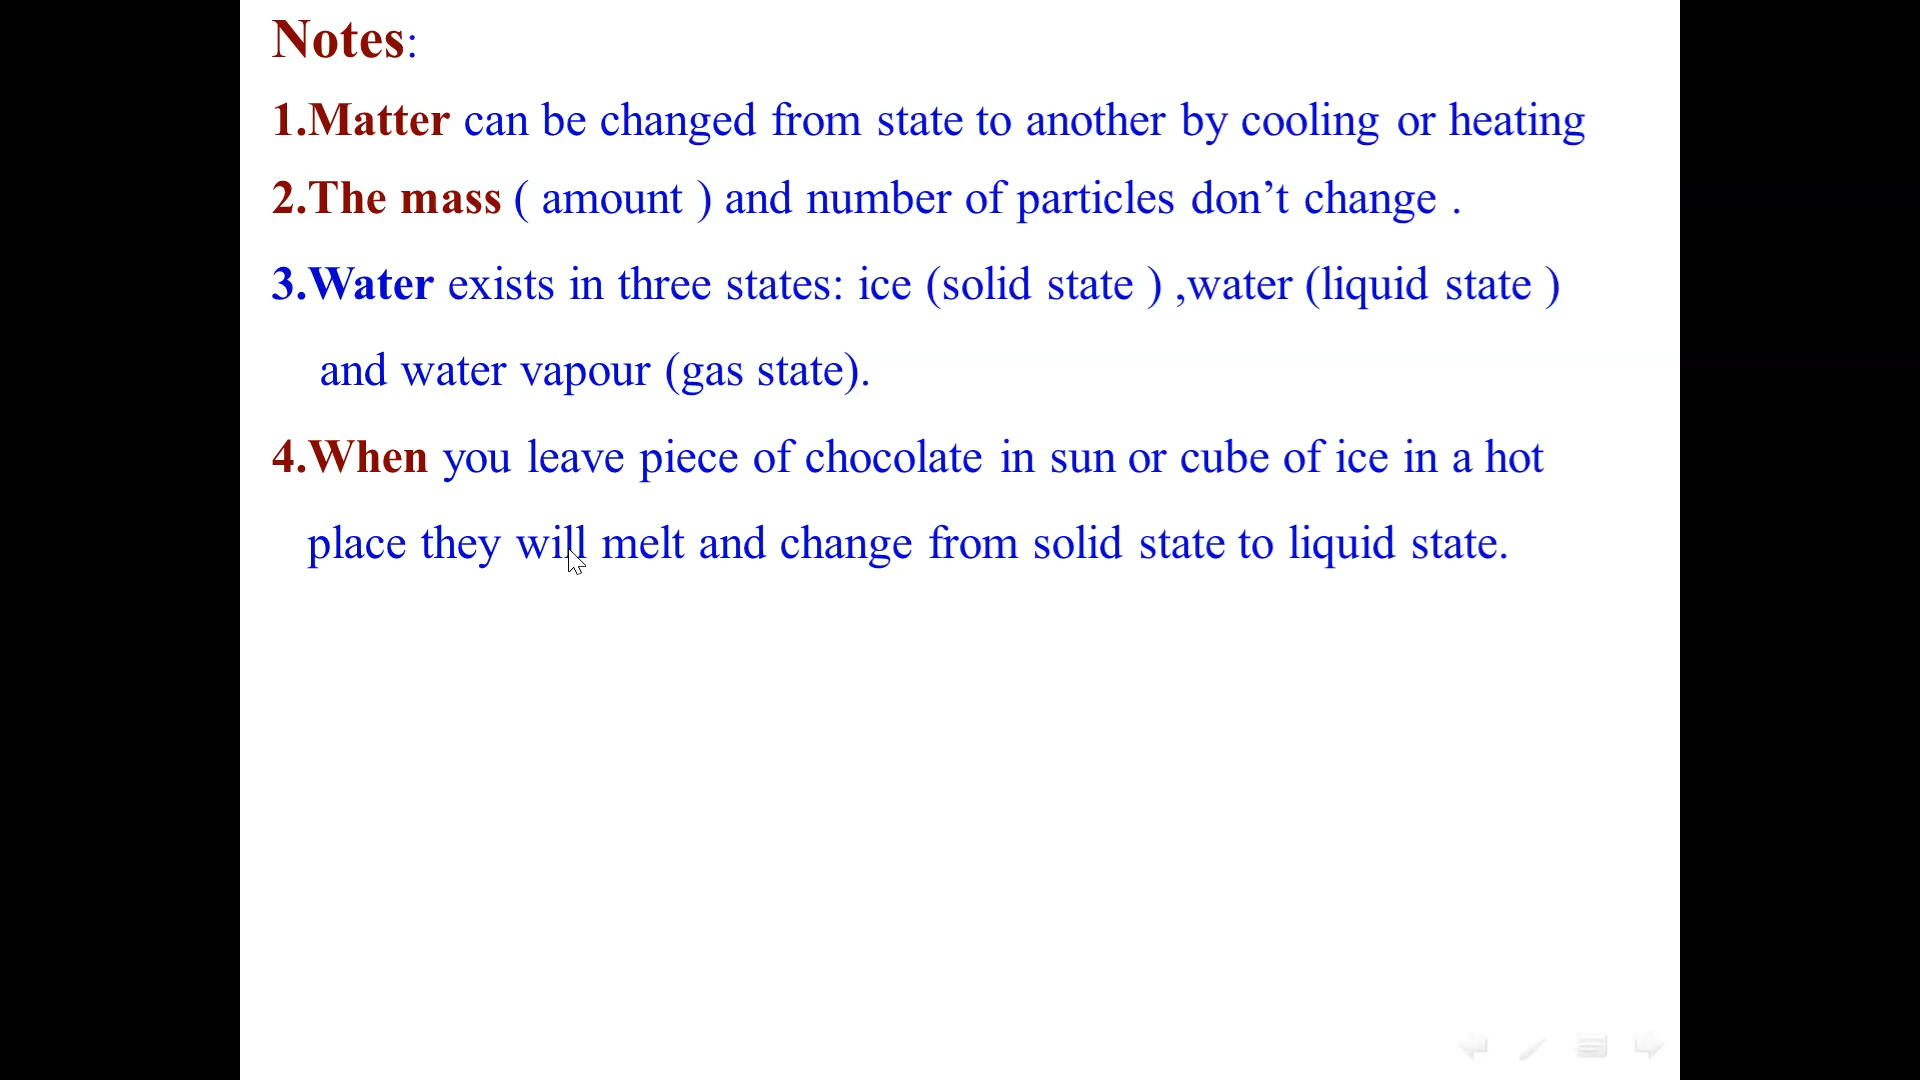 Notes:
1.Matter can be changed from state to another by cooling or heating
2.The mass ( amount ) and number of particles don’t change .
3.Water exists in three states: ice (solid state ) ,water (liquid state )
and water vapour (gas state).
4.When you leave piece of chocolate in sun or cube of ice in a hot
place they will melt and change from solid state to liquid state.